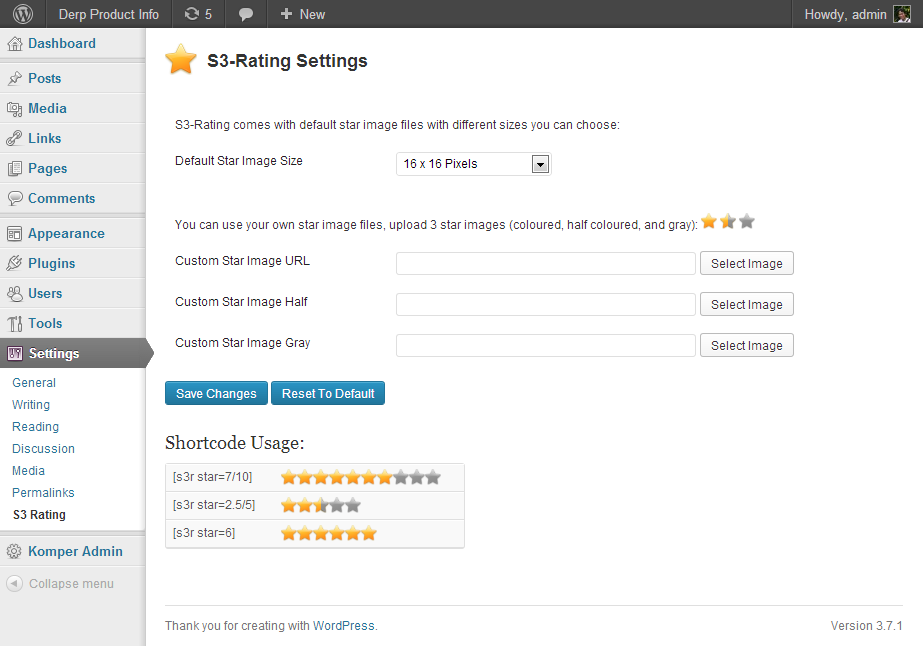 Derp Product Info 5 + New Howdy, admin
Dashboard
Posts
Media
Links
Pages
Comments
Appearance
Plugins
Users
Tools
Settings
General
Writing
Reading
Discussion
Media
Permalinks
S3 Rating
Komper Admin
Collapse menu
S3-Rating Settings
S3-Rating comes with default star image files with different sizes you can choose:
Default Star Image Size 16 x 16 Pixels
You can use your own star image files, upload 3 star images (coloured, half coloured, and gray):
Custom Star Image URL Select Image
Custom Star Image Half Select Image
Custom Star Image Gray Select Image
Save Changes Reset To Default
Shortcode Usage:
[s3r star=7/10]
[s3r star=2.5/5]
[s3r star=6]
Thank you for creating with WordPress. Version 3.7.1